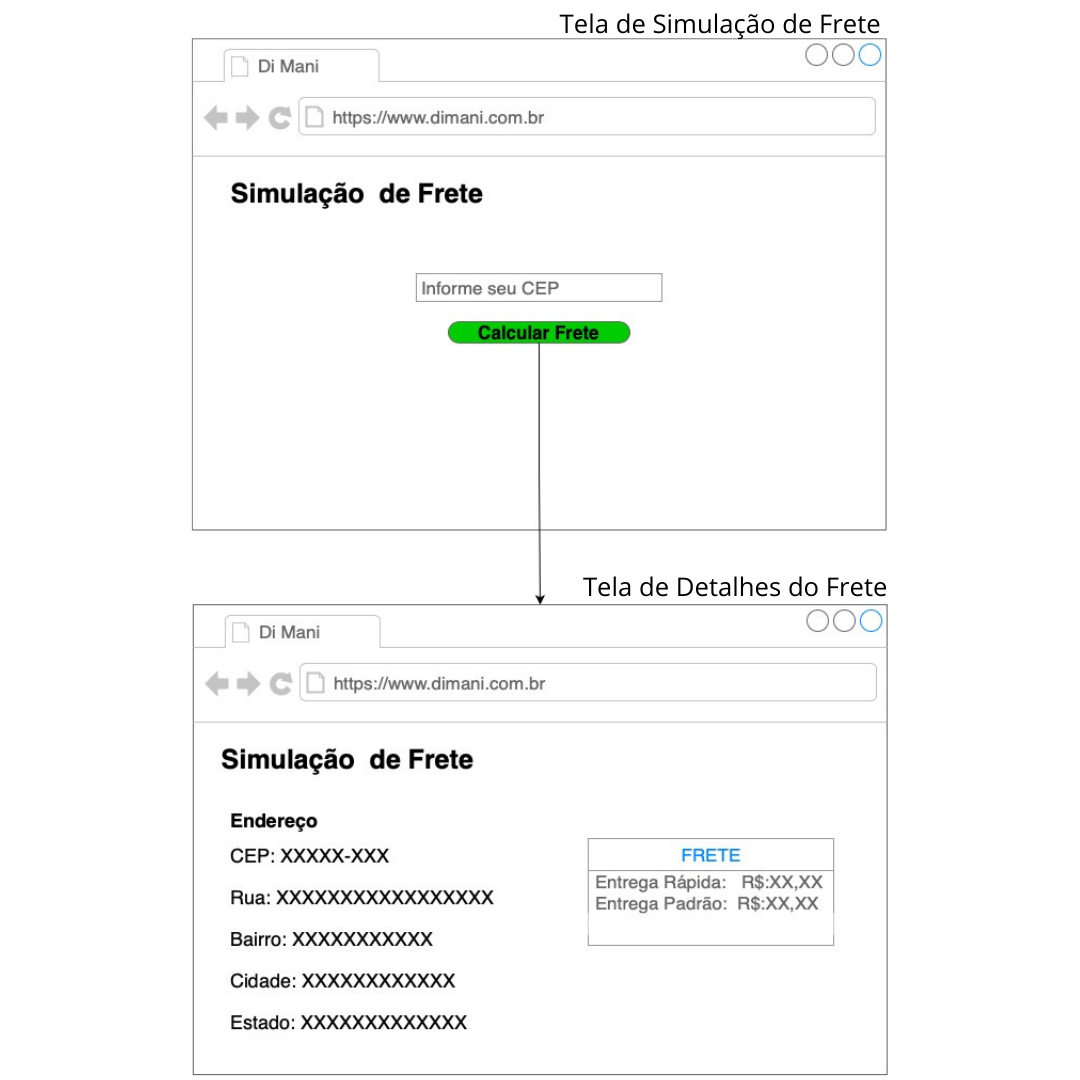 Tela de Simulação de Frete
Di Mani
https://www.dimani.com.br
Simulação de Frete
Informe seu CEP
Calcular Frete
Tela de Detalhes do Frete
Di Mani
https://www.dimani.com.br
Simulação de Frete
Endereço
CEP: XXXXX-XXX
FRETE
Entrega Rápida: R$:XX,XX
Entrega Padrão: R$:XX,XX
Rua: XXXXXXXXXXXXXXXXX
Bairro: XXXXXXXXXXX
Cidade: XXXXXXXXXXXX
Estado: XXXXXXXXXXXXX